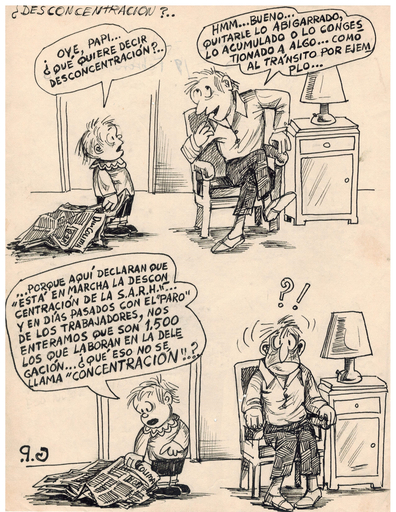 ¿DESCONCENTRACIÓN?..
OYE, PAPI...
¿QUÉ QUIERE DECIR
DESCONCENTRACIÓN?..
HMM...BUENO...
QUITARLE LO ABIGARRADO,
LO ACUMULADO O LO CONGES
TIONADO A ALGO... COMO
AL TRÁNSITO POR EJEM
PLO...
...PORQUE AQUÍ DECLARAN QUE
"ESTÁ" EN MARCHA LA DESCON
CENTRACIÓN DE LA S.A.R.H."..
Y EN DÍAS PASADOS CON EL "PARO"
DE LOS TRABAJADORES, NOS
ENTERAMOS QUE SON 1,500
LOS QUE LABORAN EN LA DELE
GACIÓN...¿QUE ESO NO SE
LLAMA "CONCENTRACIÓN"!..?
?!